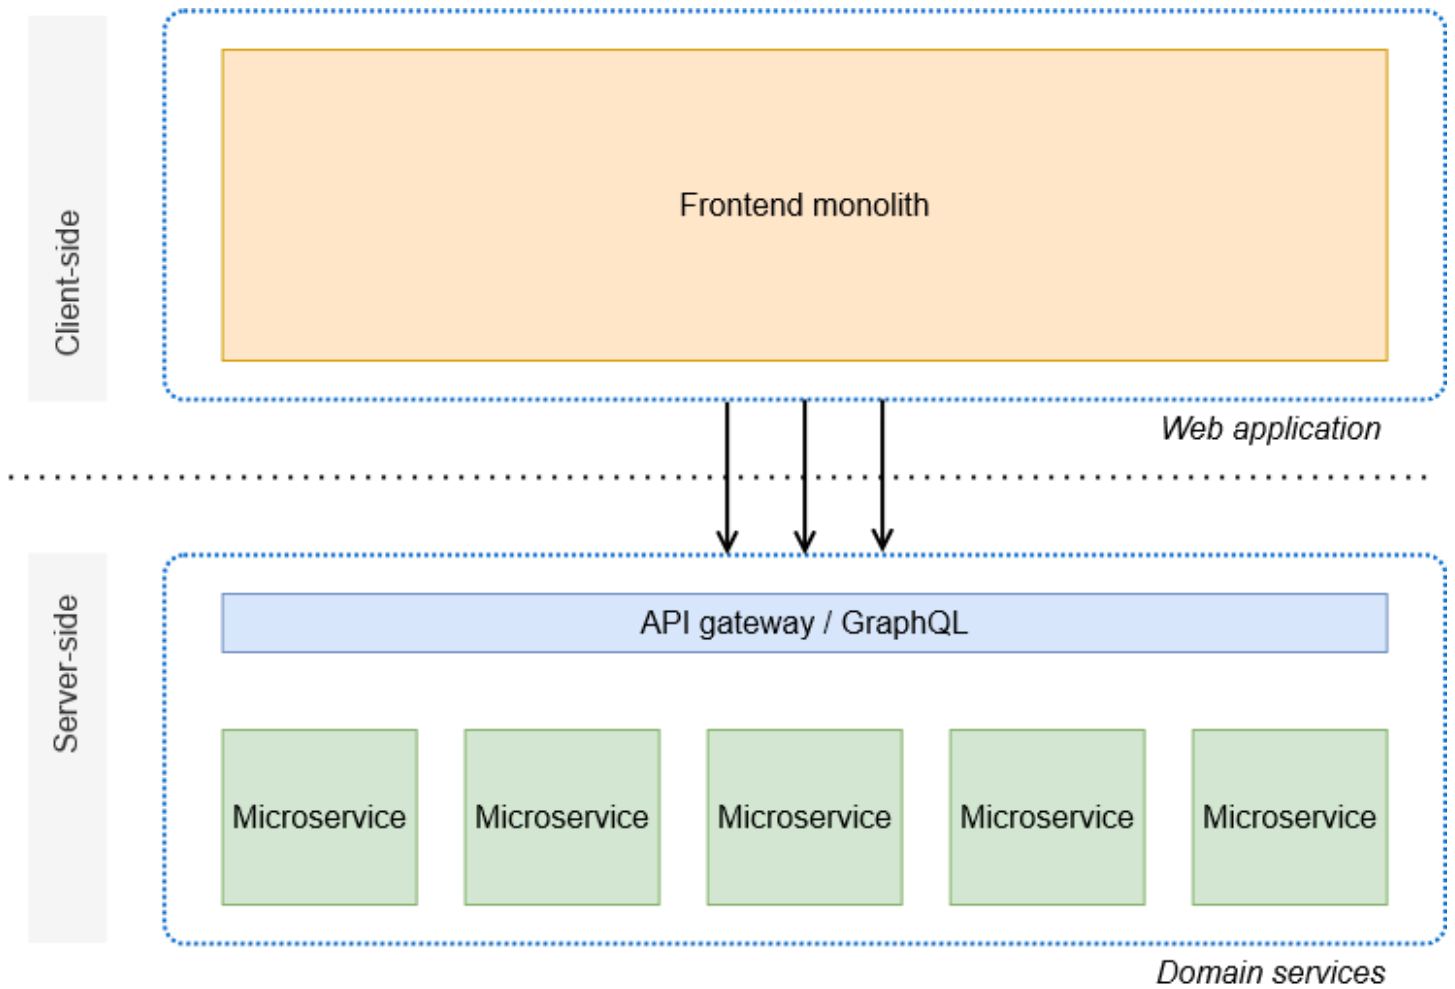 Client-side
Frontend monolith
Web application
Server-side
API gateway / GraphQL
Microservice
Microservice
Microservice
Microservice
Microservice
Domain services